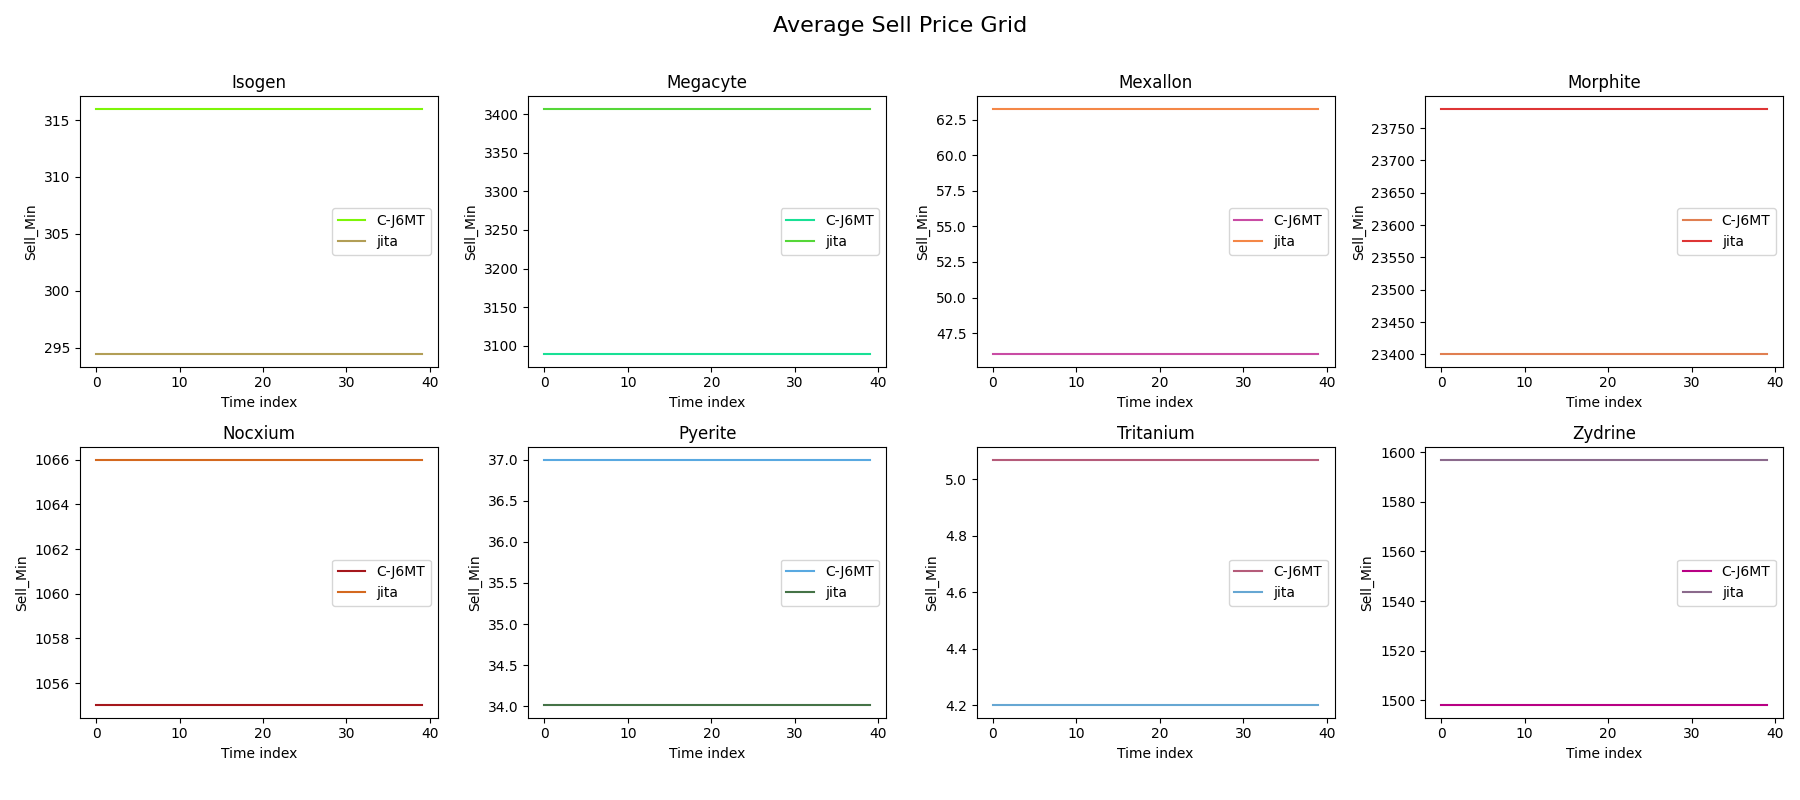 Average Sell Price Grid
Isogen
Sell_Min
315
310
305
300
295
C-J6MT
jita
0 10 20 30 40
Time index
Megacyte
Sell_Min
3400
3350
3300
3250
3200
3150
3100
C-J6MT
jita
0 10 20 30 40
Time index
Mexallon
Sell_Min
62.5
60.0
57.5
55.0
52.5
50.0
47.5
C-J6MT
jita
0 10 20 30 40
Time index
Morphite
Sell_Min
23750
23700
23650
23600
23550
23500
23450
23400
C-J6MT
jita
0 10 20 30 40
Time index
Nocxium
Sell_Min
1066
1064
1062
1060
1058
1056
C-J6MT
jita
0 10 20 30 40
Time index
Pyerite
Sell_Min
37.0
36.5
36.0
35.5
35.0
34.5
34.0
C-J6MT
jita
0 10 20 30 40
Time index
Tritanium
Sell_Min
5.0
4.8
4.6
4.4
4.2
C-J6MT
jita
0 10 20 30 40
Time index
Zydrine
Sell_Min
1600
1580
1560
1540
1520
1500
C-J6MT
jita
0 10 20 30 40
Time index